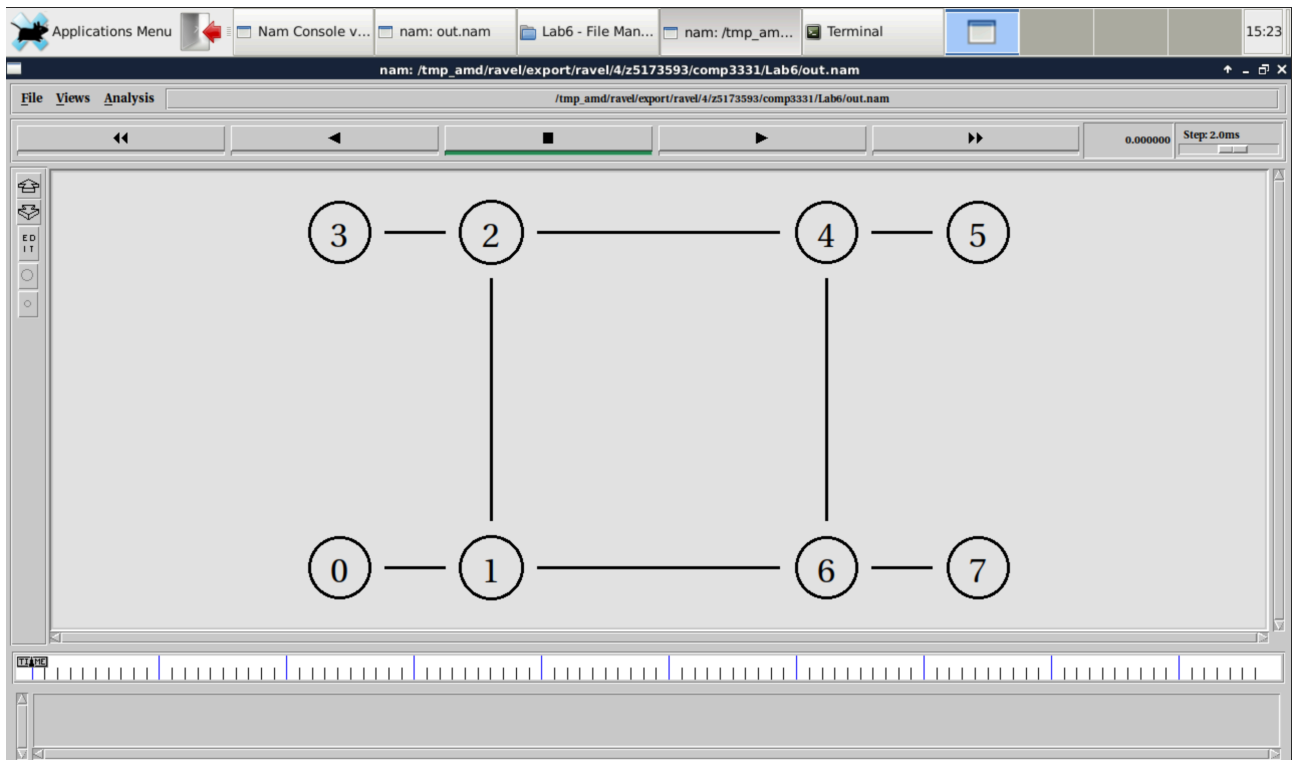 Applications Menu Nam Console v... nam: out.nam Lab6 - File Man... nam: /tmp_am... Terminal 15:23
nam: /tmp_amd/ravel/export/ravel/4/z5173593/comp3331/Lab6/out.nam
File Views Analysis /tmp_amd/ravel/export/ravel/4/z5173593/comp3331/Lab6/out.nam
0.000000 Step: 2.0ms
E D
I T
3 2 4 5
0 1 6 7
TIME